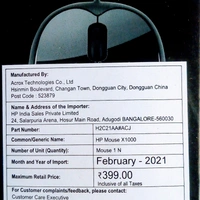 Manufactured By:
Acrox Technologies Co., Ltd
Hsinmin Boulevard, Changan Town, Dongguan City, Dongguan China
Post Code : 523879
Name & Address of the Importer:
HP India Sales Private Limited
24, Salarpuria Arena, Hosur Main Road, Adugodi BANGALORE-560030
Part Number: H2C21AA#ACJ
Common/Generic Name: HP Mouse X1000
Number of Unit (Quantity): Mouse 1 N
Month and Year of Import: February - 2021
Maximum Retail Price: ₹399.00
Inclusive of all Taxes
For Customer complaints/feedback, please contact:
Customer Care Executive